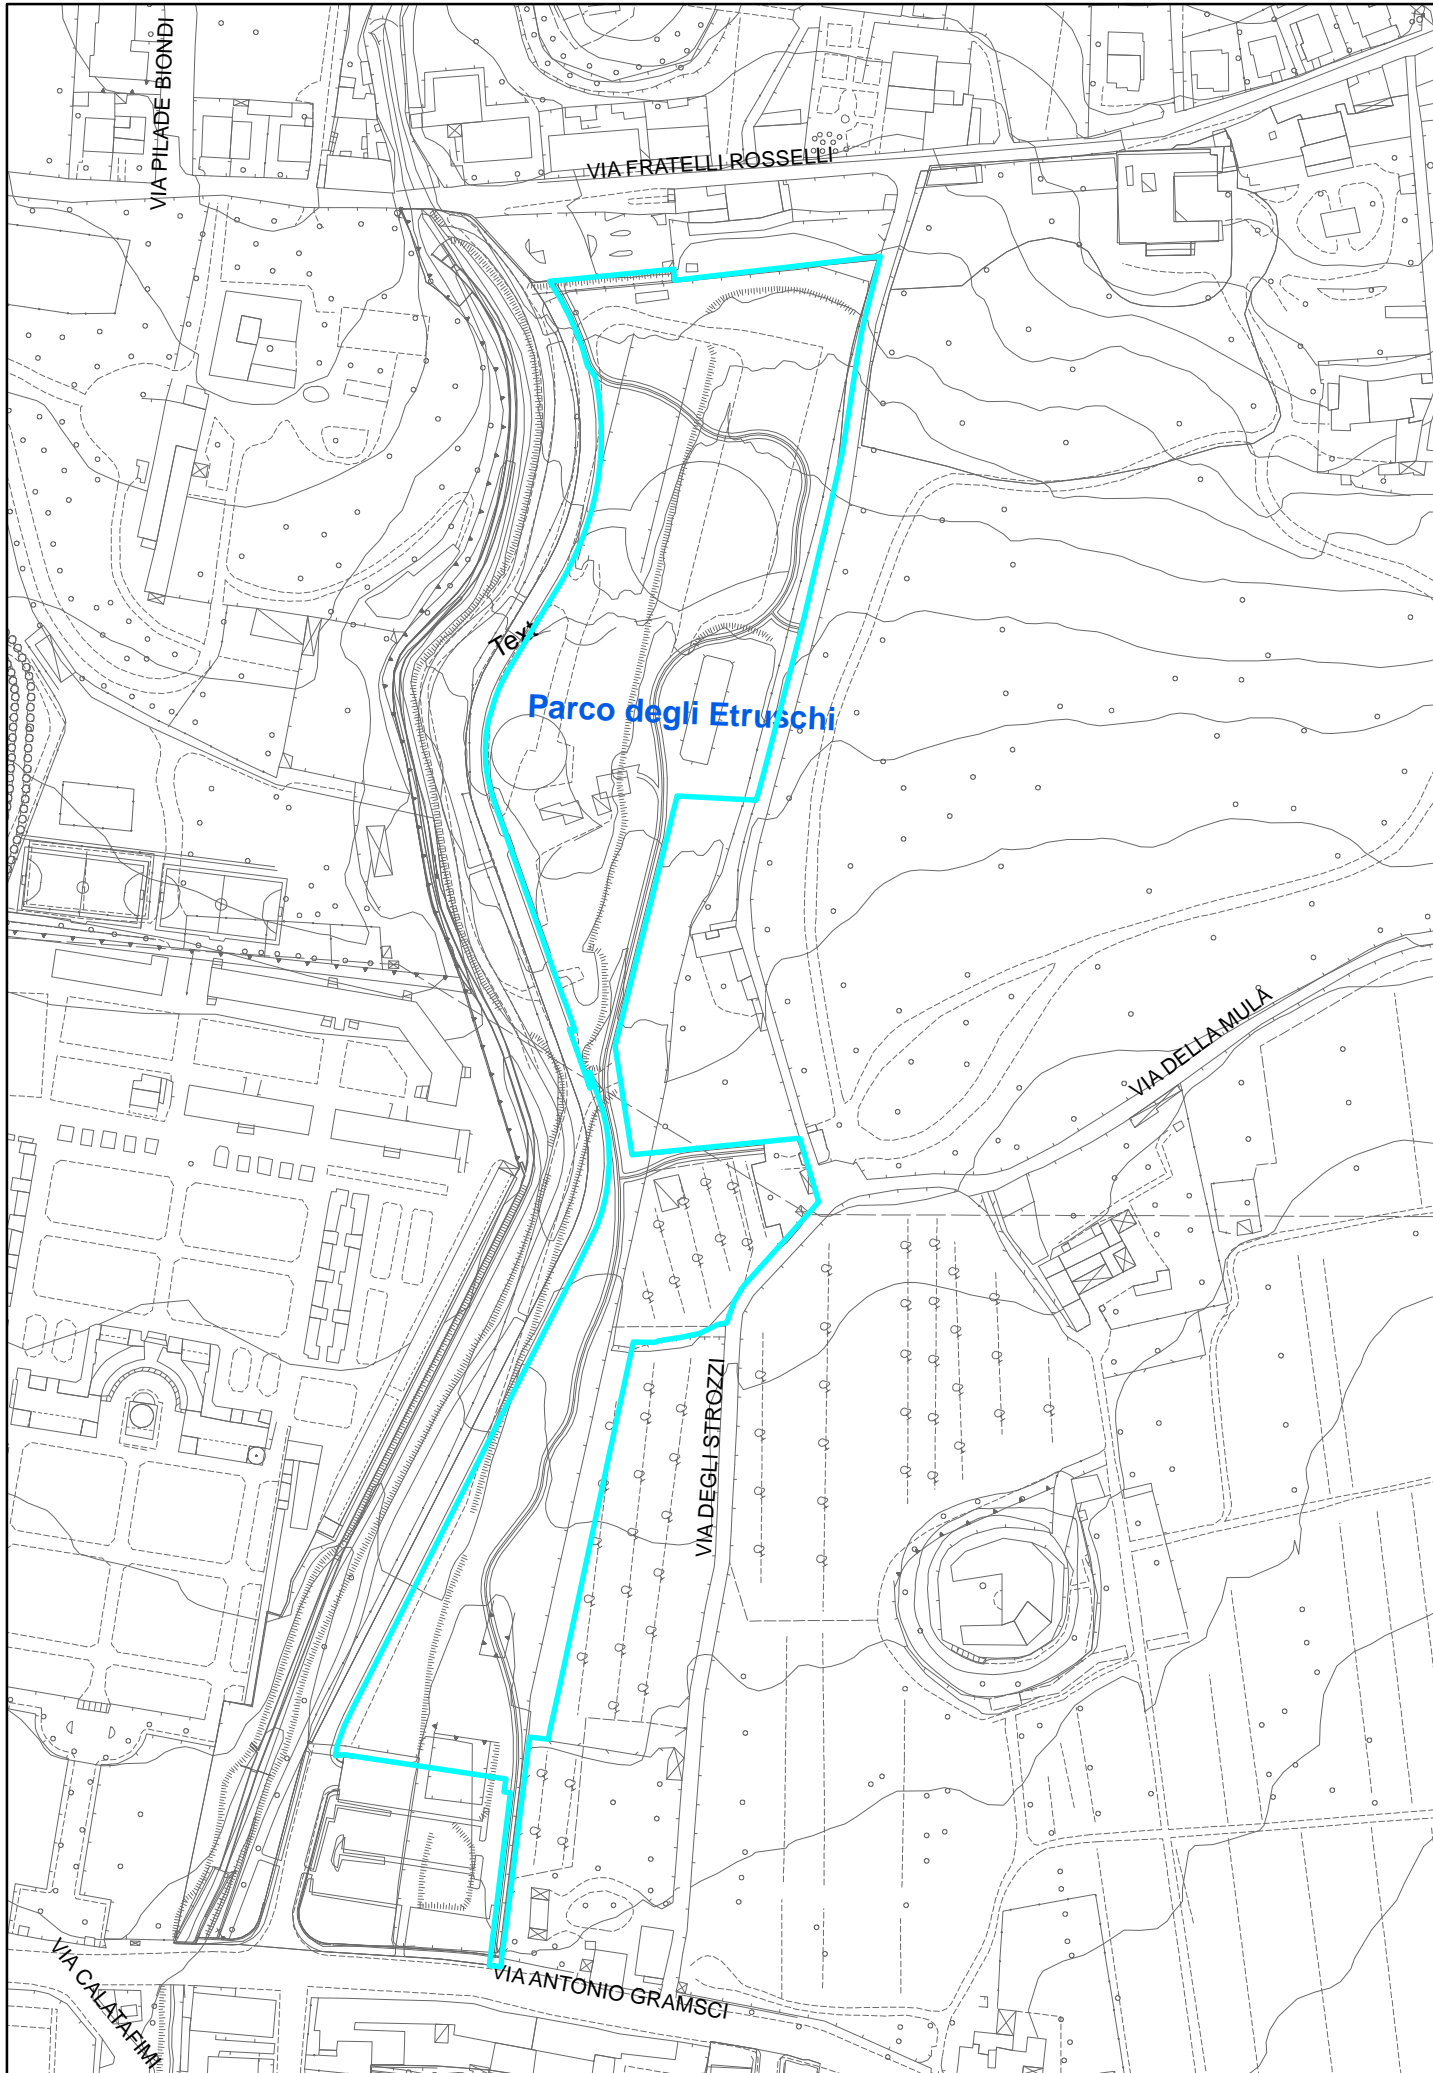 VIA PILADE BIONDI
VIA FRATELLI ROSSELLI
Text
Parco degli Etruschi
VIA DELLA MULA
VIA DEGLI STROZZI
VIA ANTONIO GRAMSCI
VIA CALATAFIMI